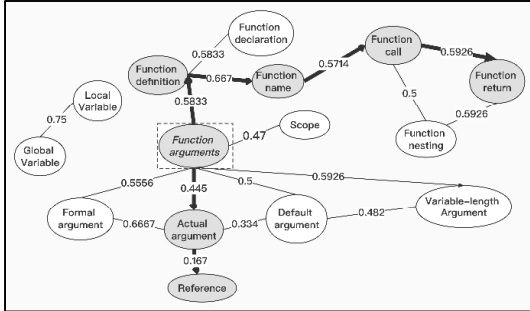 Function
declaration
0.5833
Function
definition
0.667
Function
name
0.5714
Function
call
0.5926
Function
return
0.5
0.5926
Function
nesting
Local
Variable
0.75
Global
Variable
0.5833
Function
arguments
0.47
Scope
0.5556
0.445
0.5
0.5926
Formal
argument
0.6667
Actual
argument
0.334
Default
argument
0.482
Variable-length
Argument
0.167
Reference